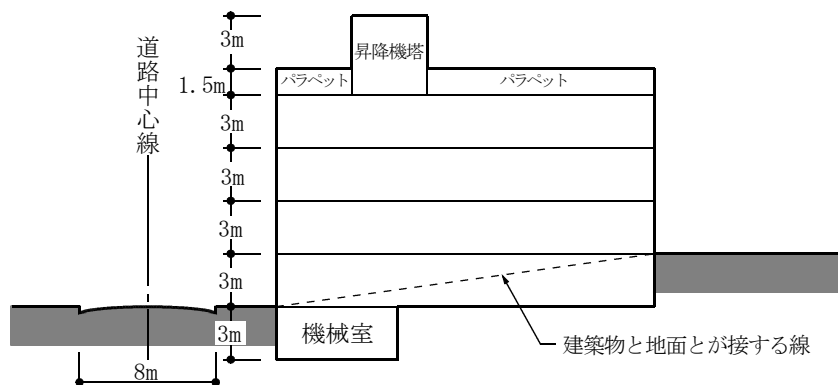 3m
昇降機塔
道路中心線
1.5m
パラペット
パラペット
3m
3m
3m
3m
3m
機械室
建築物と地面とが接する線
8m